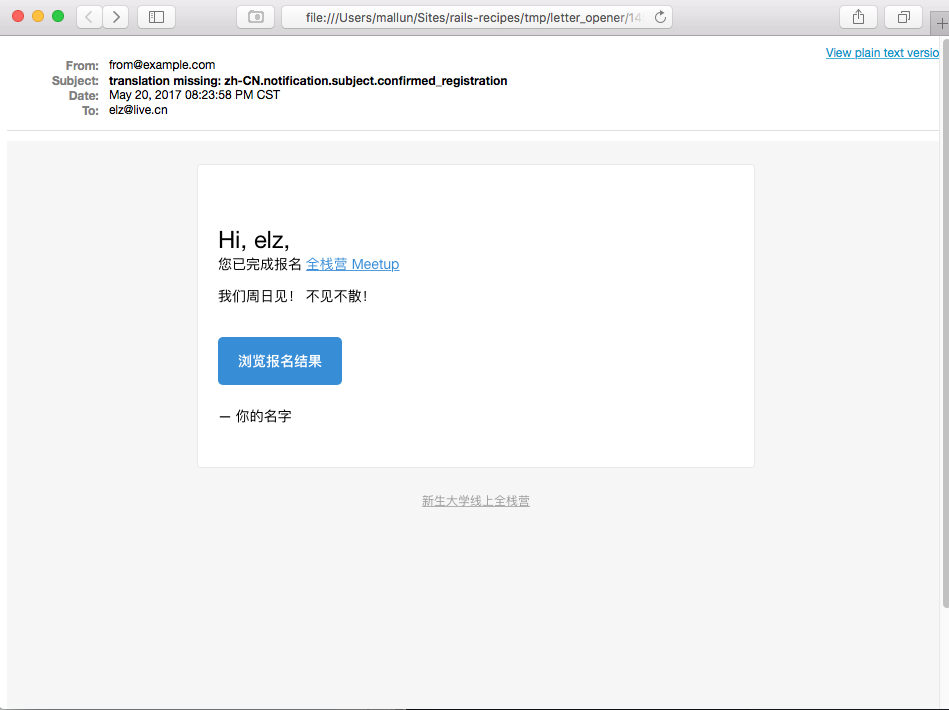 file:///Users/mallun/Sites/rails-recipes/tmp/letter_opener/14
View plain text versio
From: from@example.com
Subject: translation missing: zh-CN.notification.subject.confirmed_registration
Date: May 20, 2017 08:23:58 PM CST
To: elz@live.cn
Hi, elz,
您已完成报名 全栈营 Meetup
我们周日见! 不见不散!
浏览报名结果
— 你的名字
新生大学线上全栈营